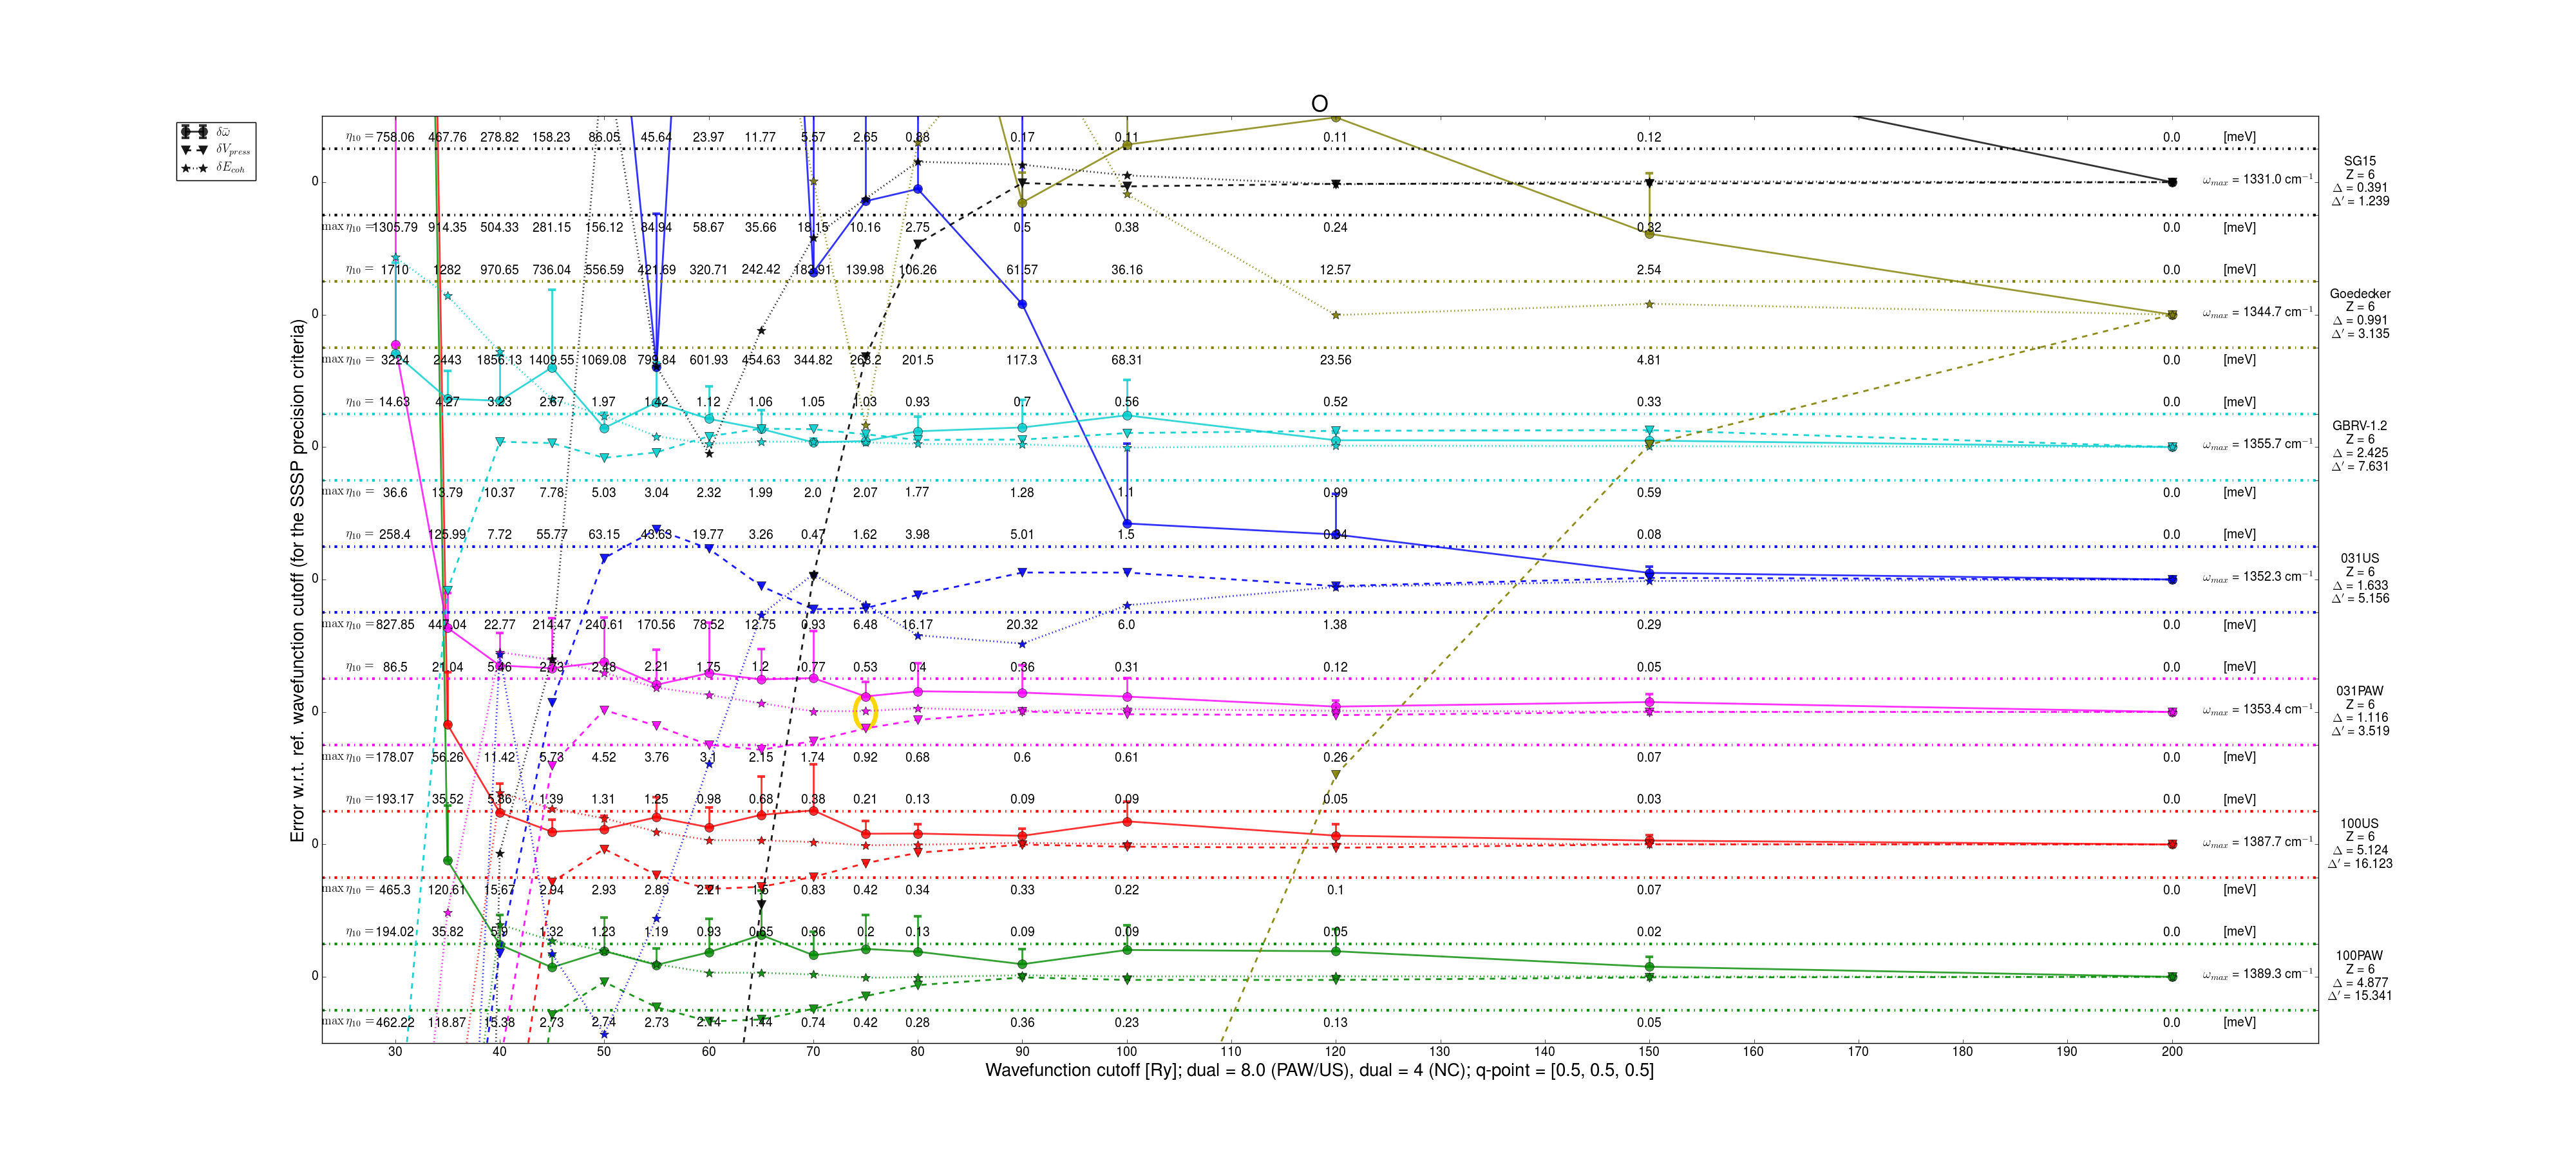 O
δω̄
δV_press
δE_coh
Error w.r.t. ref. wavefunction cutoff (for the SSSP precision criteria)
η₁₀ = 758.06 467.76 278.82 158.23 86.05 45.64 23.97 11.77 5.57 2.65 0.88 0.17 0.11 0.11 0.12 0.0 [meV]
0 ω_max = 1331.0 cm⁻¹
SG15
Z = 6
Δ = 0.391
Δ′ = 1.239
max η₁₀ = 1305.79 914.35 504.33 281.15 156.12 84.94 58.67 35.66 18.15 10.16 2.75 0.5 0.38 0.24 0.32 0.0 [meV]
η₁₀ = 1710 1282 970.65 736.04 556.59 421.69 320.71 242.42 183.91 139.98 106.26 61.57 36.16 12.57 2.54 0.0 [meV]
0 ω_max = 1344.7 cm⁻¹
Goedecker
Z = 6
Δ = 0.991
Δ′ = 3.135
max η₁₀ = 3224 2443 1856.13 1409.55 1069.08 799.84 601.93 454.63 344.82 263.2 201.5 117.3 68.31 23.56 4.81 0.0 [meV]
η₁₀ = 14.63 4.27 3.23 2.67 1.97 1.42 1.12 1.06 1.05 1.03 0.93 0.7 0.56 0.52 0.33 0.0 [meV]
0 ω_max = 1355.7 cm⁻¹
GBRV-1.2
Z = 6
Δ = 2.425
Δ′ = 7.631
max η₁₀ = 36.6 13.79 10.37 7.78 5.03 3.04 2.32 1.99 2.0 2.07 1.77 1.28 1.1 0.99 0.59 0.0 [meV]
η₁₀ = 258.4 125.99 7.72 55.77 63.15 43.63 19.77 3.26 0.47 1.62 3.98 5.01 1.5 0.08 0.0 [meV]
0 ω_max = 1352.3 cm⁻¹
031US
Z = 6
Δ = 1.633
Δ′ = 5.156
max η₁₀ = 827.85 447.04 22.77 214.47 240.61 170.56 78.52 12.75 0.93 6.48 16.17 20.32 6.0 1.38 0.29 0.0 [meV]
η₁₀ = 86.5 21.04 5.46 2.48 2.21 1.75 1.2 0.77 0.53 0.4 0.36 0.31 0.12 0.05 0.0 [meV]
0 ω_max = 1353.4 cm⁻¹
031PAW
Z = 6
Δ = 1.116
Δ′ = 3.519
max η₁₀ = 178.07 56.26 11.42 5.73 4.52 3.76 3.1 2.15 1.74 0.92 0.68 0.6 0.61 0.26 0.07 0.0 [meV]
η₁₀ = 193.17 35.52 5.86 1.39 1.31 1.25 0.98 0.68 0.38 0.21 0.13 0.09 0.09 0.05 0.03 0.0 [meV]
0 ω_max = 1387.7 cm⁻¹
100US
Z = 6
Δ = 5.124
Δ′ = 16.123
max η₁₀ = 465.3 120.61 15.67 2.94 2.93 2.89 2.21 0.83 0.42 0.34 0.33 0.22 0.1 0.07 0.0 [meV]
η₁₀ = 194.02 35.82 5.9 1.32 1.23 1.19 0.93 0.65 0.36 0.2 0.13 0.09 0.09 0.05 0.02 0.0 [meV]
0 ω_max = 1389.3 cm⁻¹
100PAW
Z = 6
Δ = 4.877
Δ′ = 15.341
max η₁₀ = 462.22 118.87 15.38 2.73 2.74 2.73 2.14 1.44 0.74 0.42 0.28 0.36 0.23 0.13 0.05 0.0 [meV]
30 40 50 60 70 80 90 100 110 120 130 140 150 160 170 180 190 200
Wavefunction cutoff [Ry]; dual = 8.0 (PAW/US), dual = 4 (NC); q-point = [0.5, 0.5, 0.5]